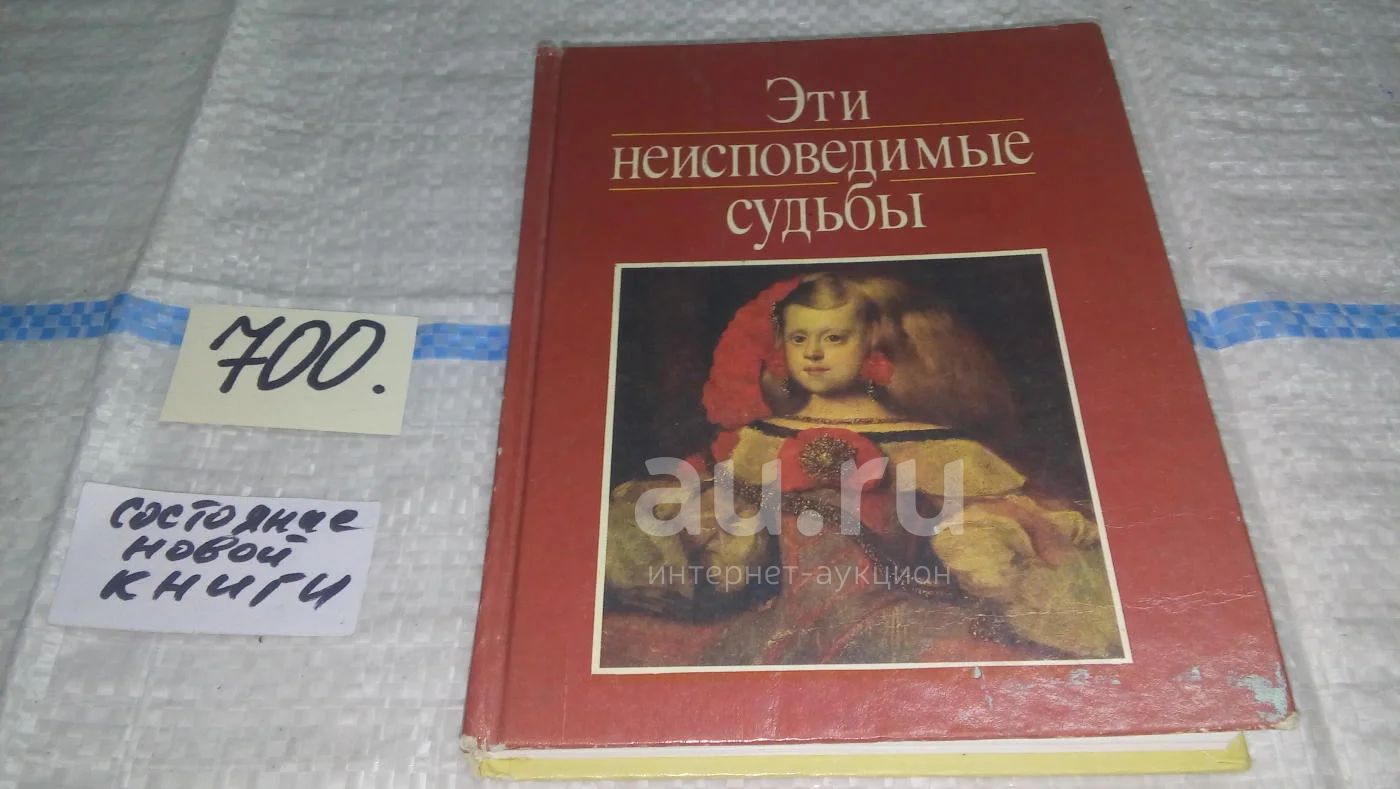 Эти
неисповедимые
судьбы
700.
состояние
новой
книги
au.ru
интернет-аукцион